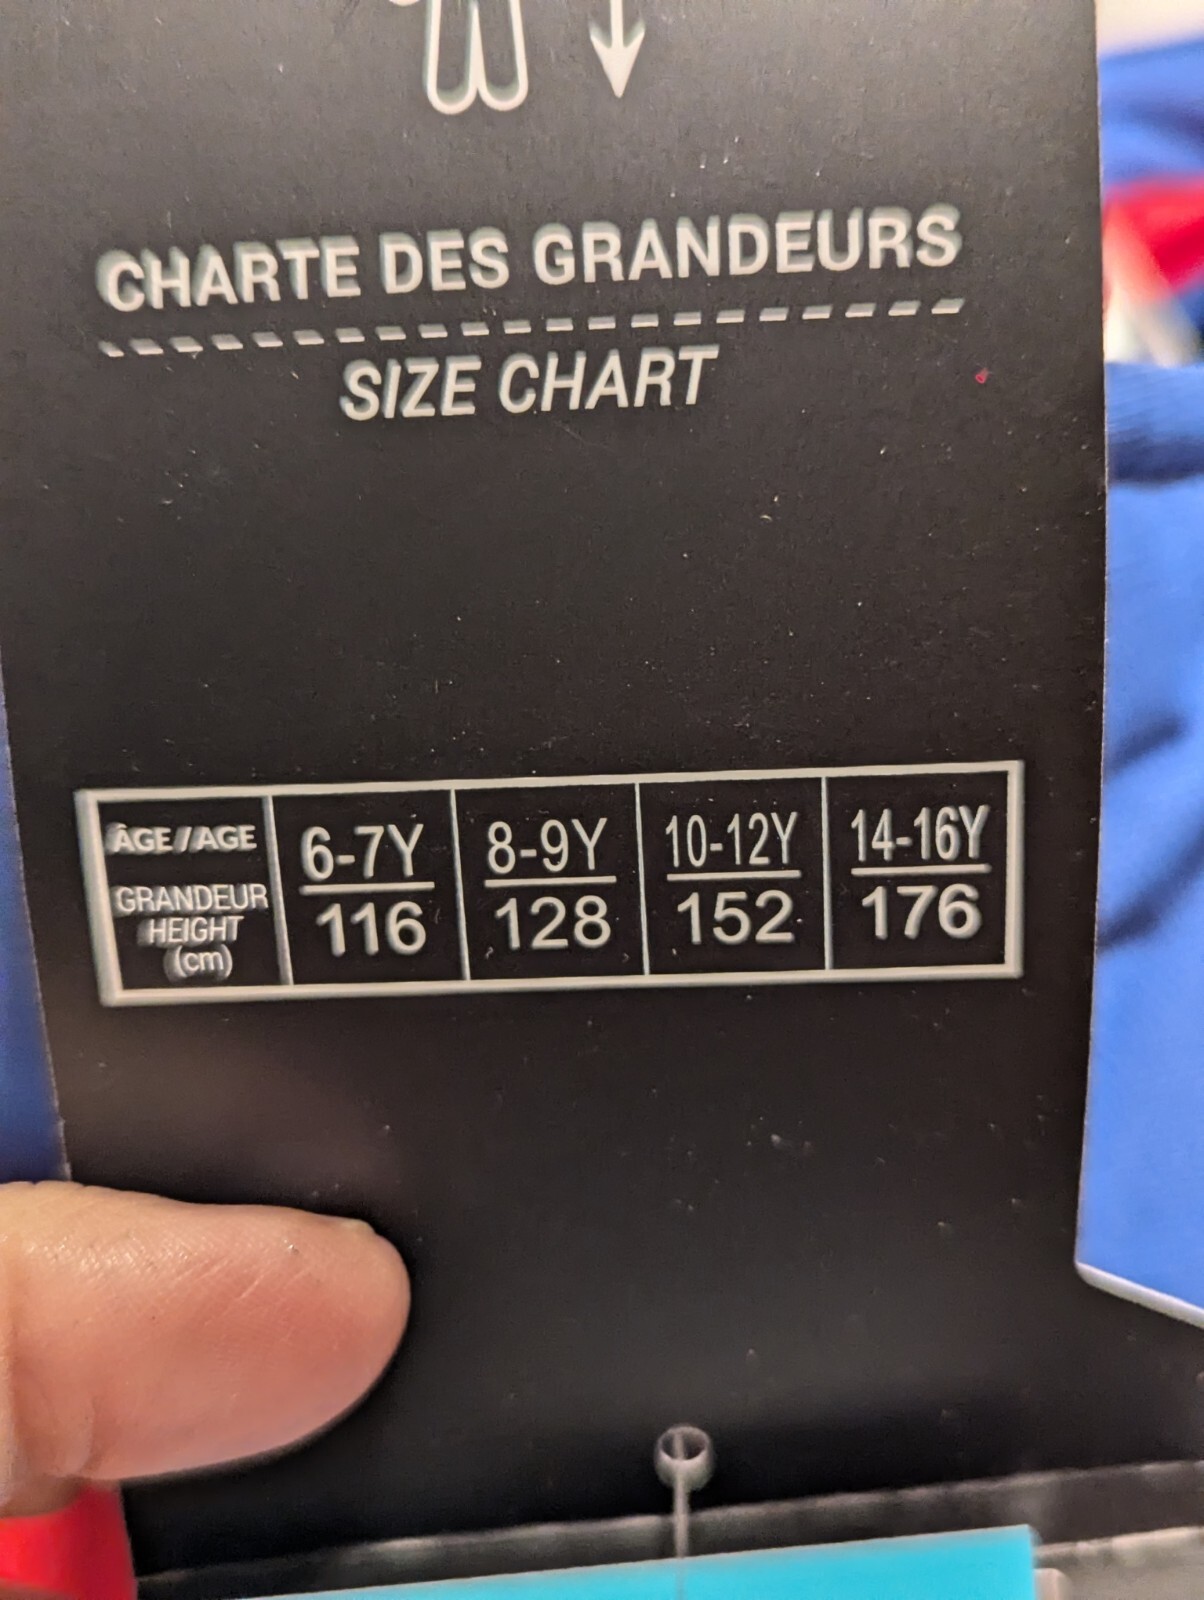 CHARTE DES GRANDEURS
SIZE CHART
ÂGE//AGE 6-7Y 8-9Y 10-12Y 14-16Y
GRANDEUR
HEIGHT
(cm) 116 128 152 176